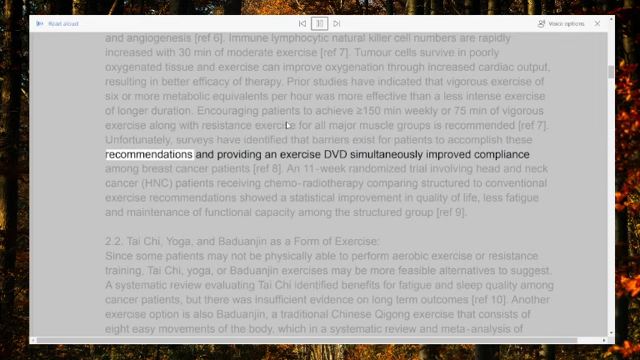 Read aloud
Voice options
and angiogenesis [ref 6]. Immune lymphocytic natural killer cell numbers are rapidly
increased with 30 min of moderate exercise [ref 7]. Tumour cells survive in poorly
oxygenated tissue and exercise can improve oxygenation through increased cardiac output,
resulting in better efficacy of therapy. Prior studies have indicated that vigorous exercise of
six or more metabolic equivalents per hour was more effective than a less intense exercise
of longer duration. Encouraging patients to achieve ≥150 min weekly or 75 min of vigorous
exercise along with resistance exercise for all major muscle groups is recommended [ref 7].
Unfortunately, surveys have identified that barriers exist for patients to accomplish these
recommendations and providing an exercise DVD simultaneously improved compliance
among breast cancer patients [ref 8]. An 11-week randomized trial involving head and neck
cancer (HNC) patients receiving chemo-radiotherapy comparing structured to conventional
exercise recommendations showed a statistical improvement in quality of life, less fatigue
and maintenance of functional capacity among the structured group [ref 9].
2.2. Tai Chi, Yoga, and Baduanjin as a Form of Exercise:
Since some patients may not be physically able to perform aerobic exercise or resistance
training, Tai Chi, yoga, or Baduanjin exercises may be more feasible alternatives to suggest.
A systematic review evaluating Tai Chi identified benefits for fatigue and sleep quality among
cancer patients, but there was insufficient evidence on long term outcomes [ref 10]. Another
exercise option is also Baduanjin, a traditional Chinese Qigong exercise that consists of
eight easy movements of the body, which in a systematic review and meta-analysis of